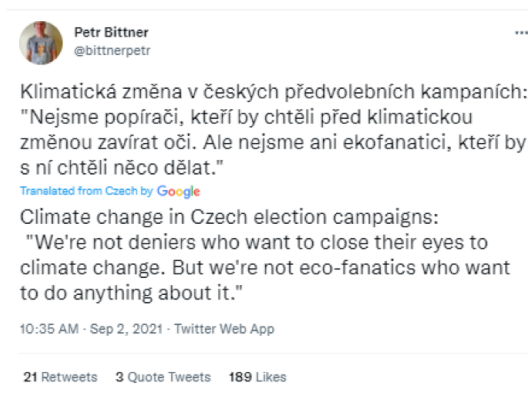 Petr Bittner
@bittnerpetr
Klimatická změna v českých předvolebních kampaních:
"Nejsme popírači, kteří by chtěli před klimatickou
změnou zavírat oči. Ale nejsme ani ekofanatici, kteří by
s ní chtěli něco dělat."
Translated from Czech by Google
Climate change in Czech election campaigns:
"We're not deniers who want to close their eyes to
climate change. But we're not eco-fanatics who want
to do anything about it."
10:35 AM · Sep 2, 2021 · Twitter Web App
21 Retweets 3 Quote Tweets 189 Likes